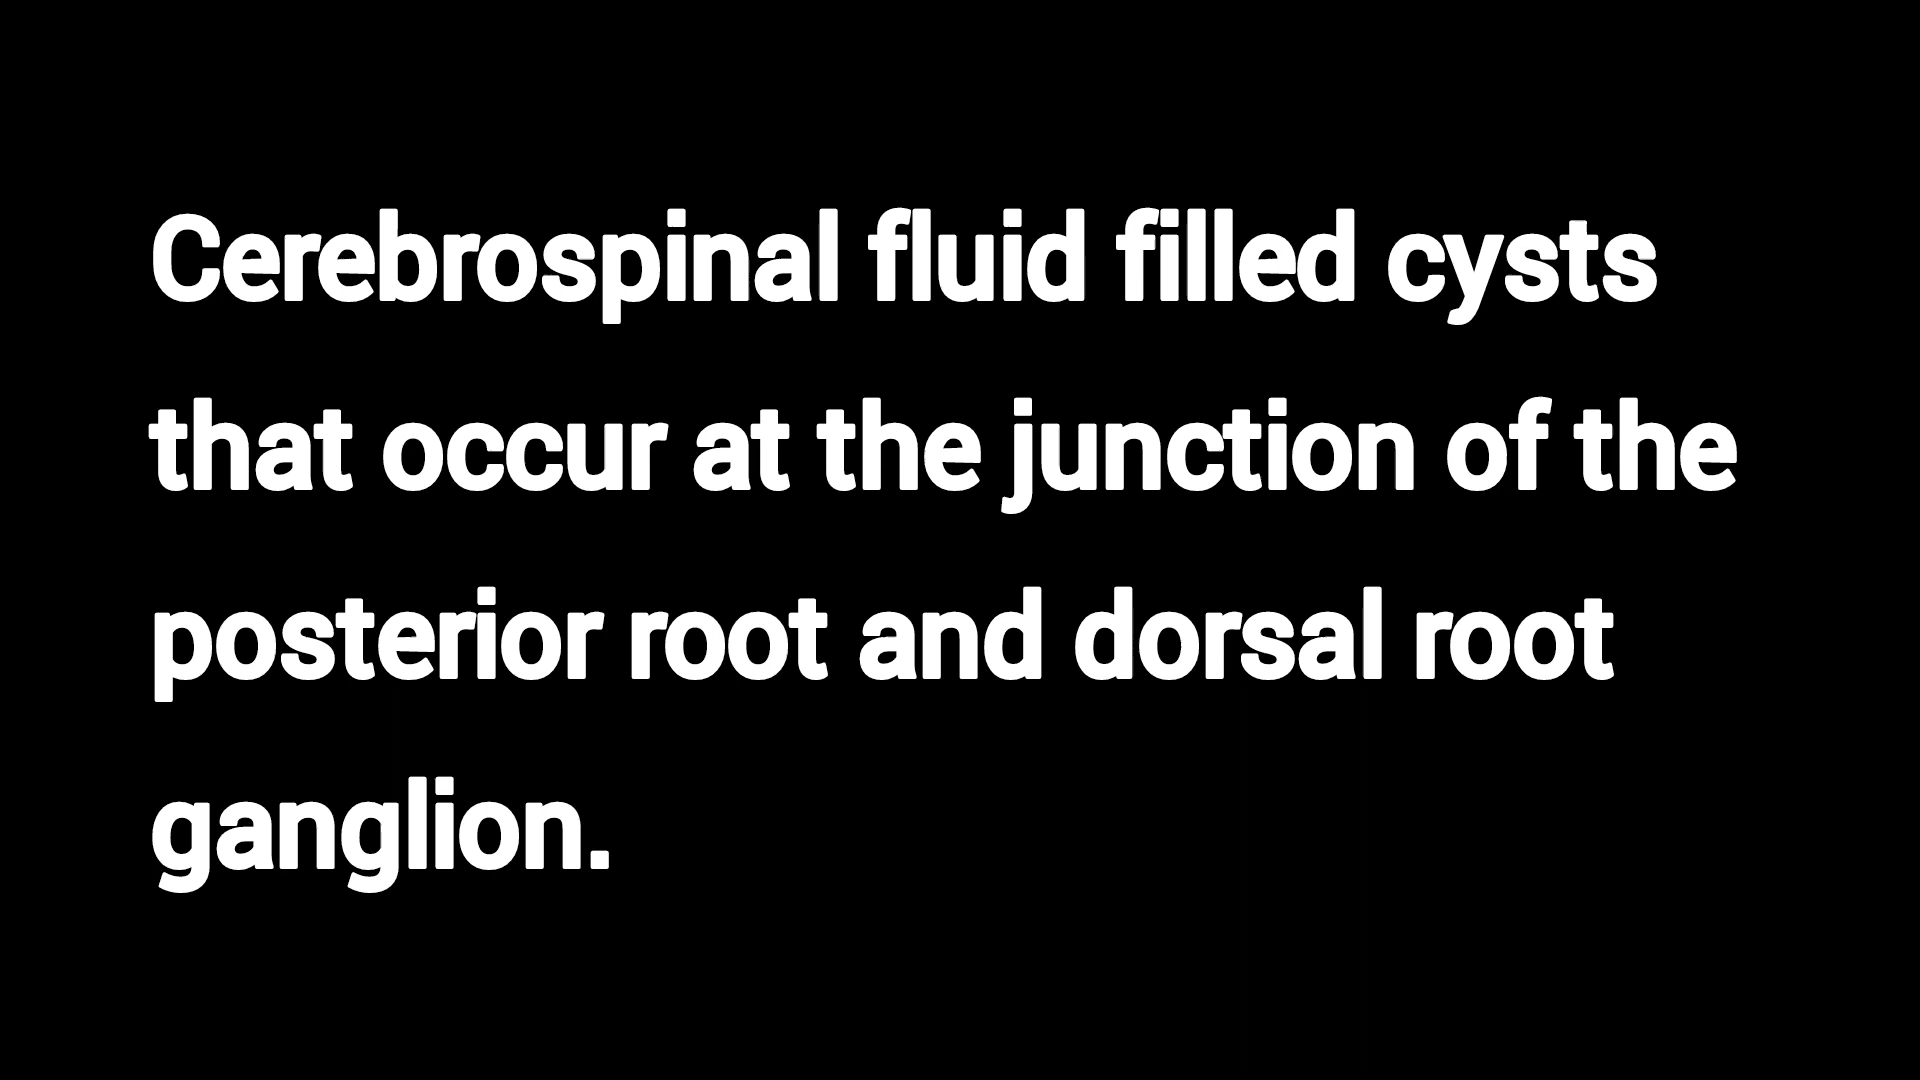 Cerebrospinal fluid filled cysts
that occur at the junction of the
posterior root and dorsal root
ganglion.